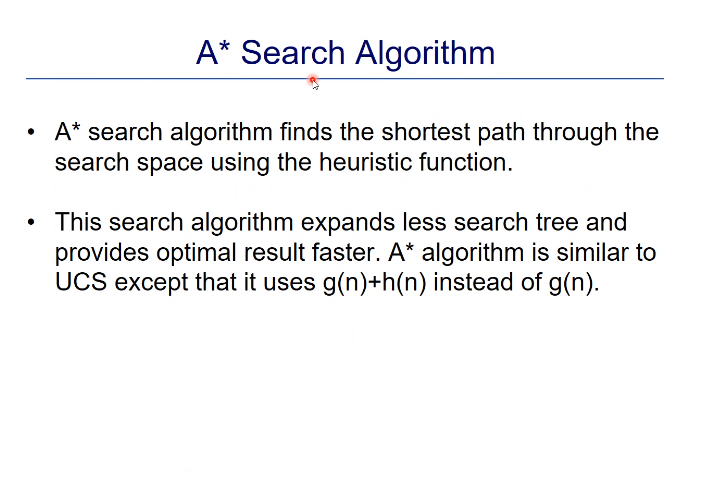 A* Search Algorithm
• A* search algorithm finds the shortest path through the
search space using the heuristic function.
• This search algorithm expands less search tree and
provides optimal result faster. A* algorithm is similar to
UCS except that it uses g(n)+h(n) instead of g(n).